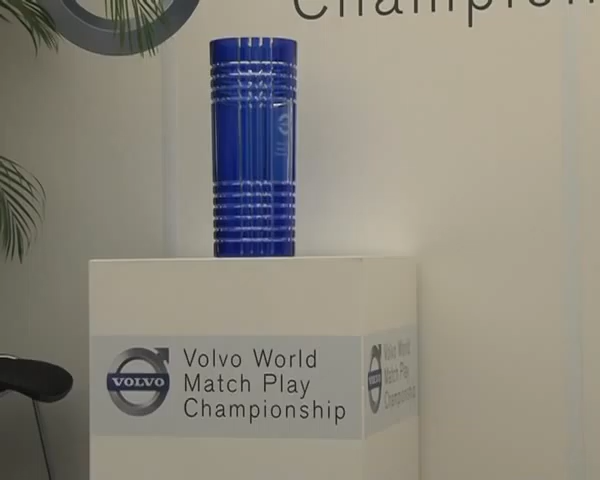 Champion
VOLVO
Volvo World
Match Play
Championship
VOLVO
Volvo World
Match Play
Championship